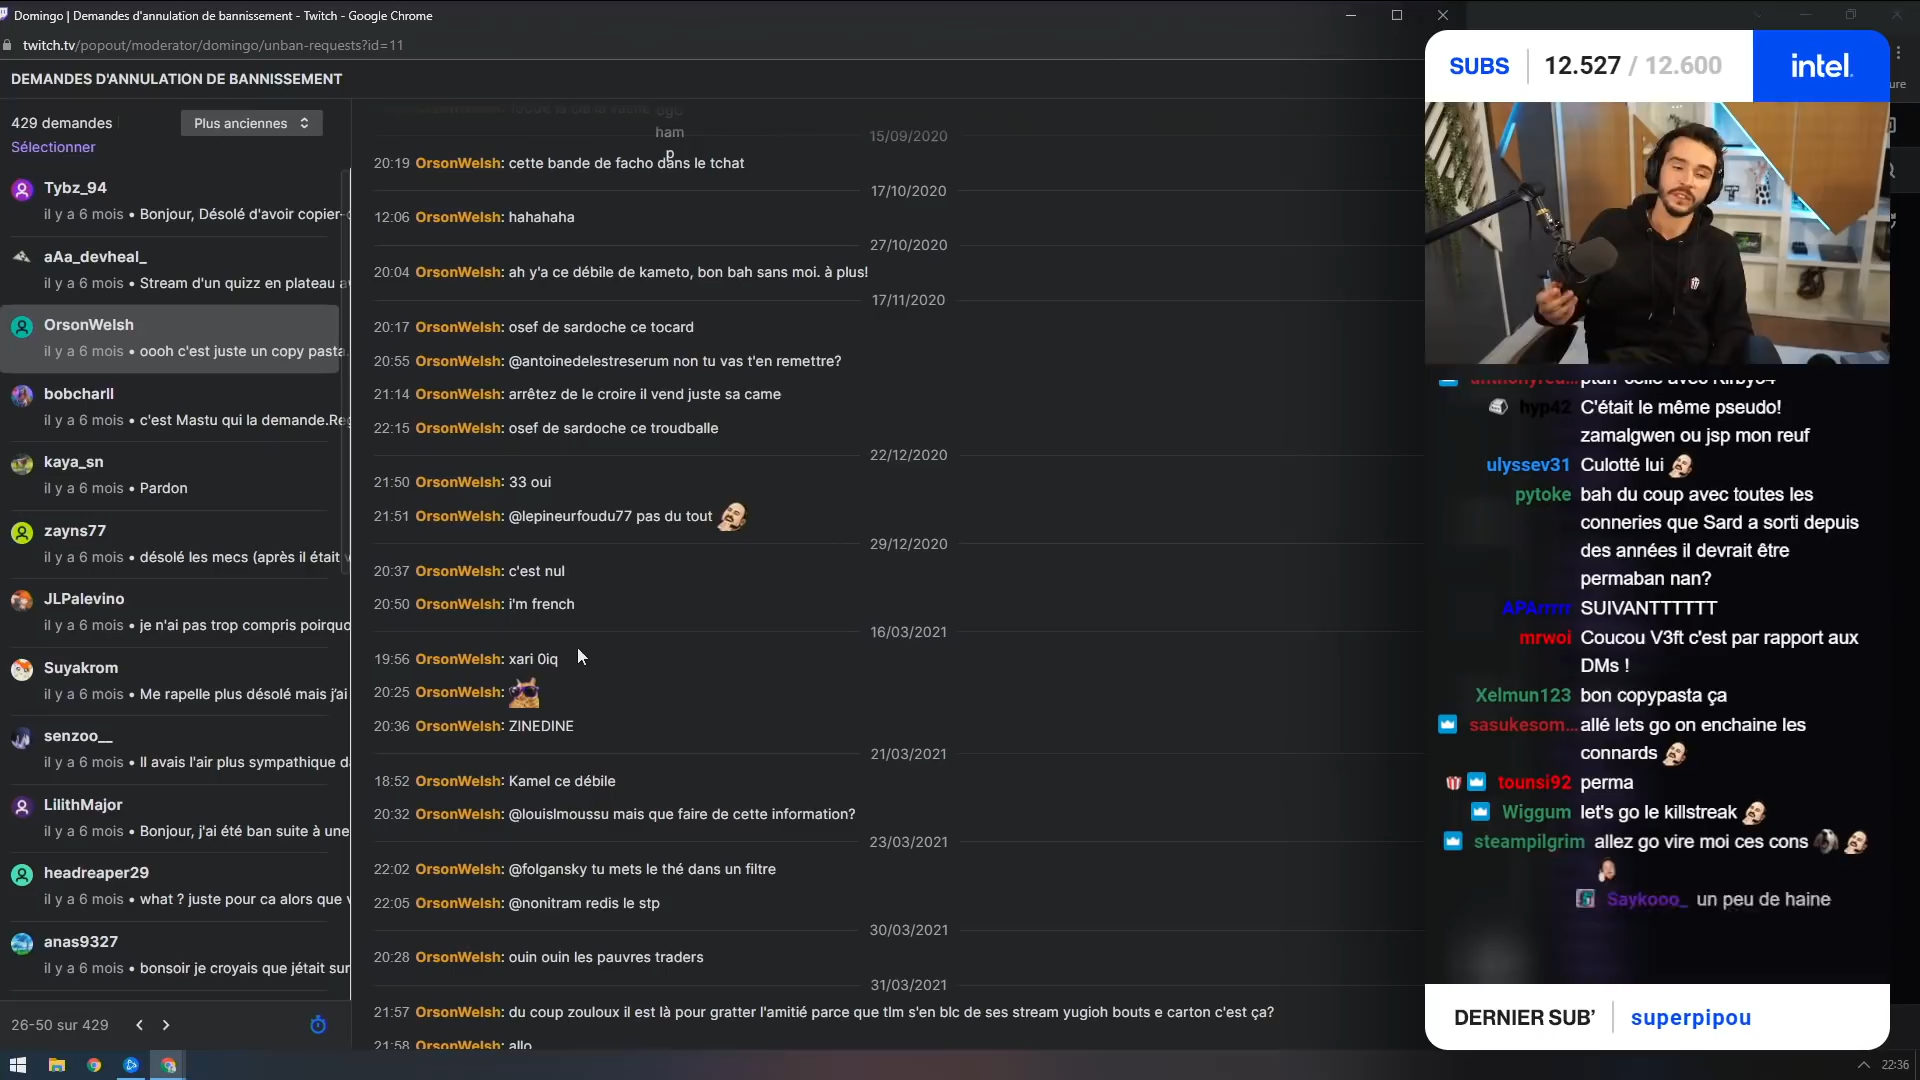 Domingo | Demandes d'annulation de bannissement - Twitch - Google Chrome
twitch.tv/popout/moderator/domingo/unban-requests?id=11
DEMANDES D'ANNULATION DE BANNISSEMENT
429 demandes
Plus anciennes
Sélectionner
Tybz_94
il y a 6 mois • Bonjour, Désolé d'avoir copier-
aAa_devheal_
il y a 6 mois • Stream d'un quizz en plateau a
OrsonWelsh
il y a 6 mois • oooh c'est juste un copy pasta
bobcharll
il y a 6 mois • c'est Mastu qui la demande.Re
kaya_sn
il y a 6 mois • Pardon
zayns77
il y a 6 mois • désolé les mecs (après il était
JLPalevino
il y a 6 mois • je n'ai pas trop compris poirquo
Suyakrom
il y a 6 mois • Me rapelle plus désolé mais j'ai
senzoo__
il y a 6 mois • Il avais l'air plus sympathique d
LilithMajor
il y a 6 mois • Bonjour, j'ai été ban suite à une
headreaper29
il y a 6 mois • what ? juste pour ca alors que
anas9327
il y a 6 mois • bonsoir je croyais que jétait sur
26-50 sur 429
ham
p
15/09/2020
20:19 OrsonWelsh: cette bande de facho dans le tchat
17/10/2020
12:06 OrsonWelsh: hahahaha
27/10/2020
20:04 OrsonWelsh: ah y'a ce débile de kameto, bon bah sans moi. à plus!
17/11/2020
20:17 OrsonWelsh: osef de sardoche ce tocard
20:55 OrsonWelsh: @antoinedelestreserum non tu vas t'en remettre?
21:14 OrsonWelsh: arrêtez de le croire il vend juste sa came
22:15 OrsonWelsh: osef de sardoche ce troudballe
22/12/2020
21:50 OrsonWelsh: 33 oui
21:51 OrsonWelsh: @lepineurfoudu77 pas du tout
29/12/2020
20:37 OrsonWelsh: c'est nul
20:50 OrsonWelsh: i'm french
16/03/2021
19:56 OrsonWelsh: xari 0iq
20:25 OrsonWelsh:
20:36 OrsonWelsh: ZINEDINE
21/03/2021
18:52 OrsonWelsh: Kamel ce débile
20:32 OrsonWelsh: @louislmoussu mais que faire de cette information?
23/03/2021
22:02 OrsonWelsh: @folgansky tu mets le thé dans un filtre
22:05 OrsonWelsh: @nonitram redis le stp
30/03/2021
20:28 OrsonWelsh: ouin ouin les pauvres traders
31/03/2021
21:57 OrsonWelsh: du coup zouloux il est là pour gratter l'amitié parce que tlm s'en blc de ses stream yugioh bouts e carton c'est ça?
21:58 OrsonWelsh: allo
SUBS 12.527 / 12.600
intel.
ure
hyp42 C'était le même pseudo!
zamalgwen ou jsp mon reuf
ulyssev31 Culotté lui
pytoke bah du coup avec toutes les
conneries que Sard a sorti depuis
des années il devrait être
permaban nan?
APArrrrr SUIVANTTTTTT
mrwoi Coucou V3ft c'est par rapport aux
DMs !
Xelmun123 bon copypasta ça
sasukesom... allé lets go on enchaine les
connards
tounsi92 perma
Wiggum let's go le killstreak
steampilgrim allez go vire moi ces cons
Saykooo_ un peu de haine
DERNIER SUB' superpipou
22:36